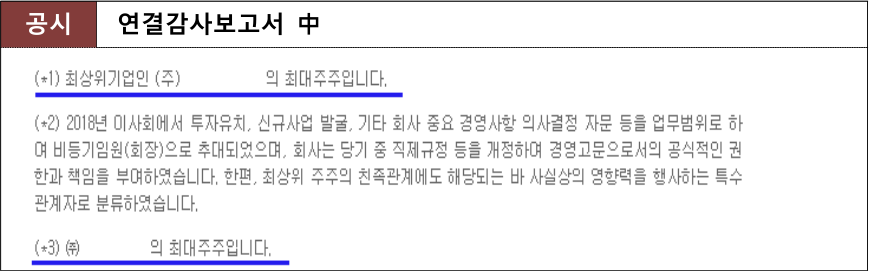 공시 연결감사보고서 中
(*1) 최상위기업인 (주) 의 최대주주입니다.
(*2) 2018년 이사회에서 투자유치, 신규사업 발굴, 기타 회사 중요 경영사항 의사결정 자문 등을 업무범위로 하
며 비등기임원(회장)으로 추대되었으며, 회사는 당기 중 직제규정 등을 개정하여 경영고문으로서의 공식적인 권
한과 책임을 부여하였습니다. 한편, 최상위 주주의 친족관계에도 해당되는 바 사실상의 영향력을 행사하는 특수
관계자로 분류하였습니다.
(*3) ㈜ 의 최대주주입니다.